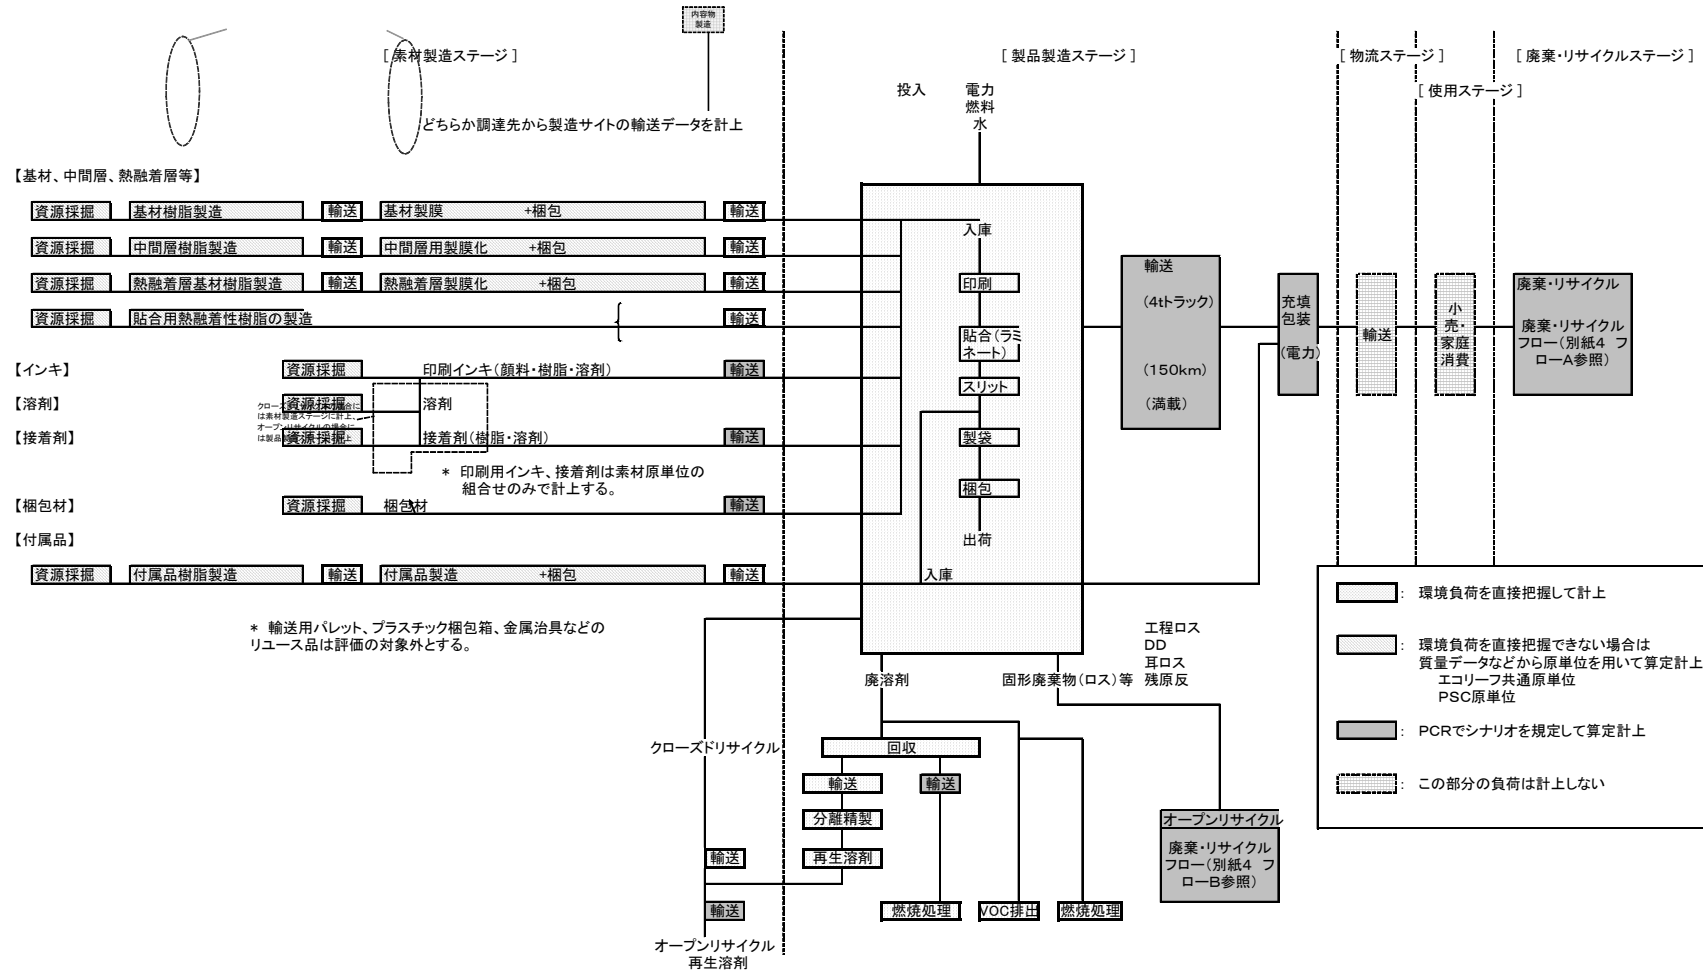 内容物
製造
[ 素材製造ステージ ]
[ 製品製造ステージ ]
[ 物流ステージ ]
[ 廃棄・リサイクルステージ ]
[ 使用ステージ ]
投入
電力
燃料
水
どちらか調達先から製造サイトの輸送データを計上
【基材、中間層、熱融着層等】
資源採掘 基材樹脂製造 輸送 基材製膜 +梱包 輸送
資源採掘 中間層樹脂製造 輸送 中間層用製膜化 +梱包 輸送
資源採掘 熱融着層基材樹脂製造 輸送 熱融着層製膜化 +梱包 輸送
資源採掘 貼合用熱融着性樹脂の製造 輸送
【インキ】 資源採掘 印刷インキ(顔料・樹脂・溶剤) 輸送
【溶剤】 資源採掘 溶剤
【接着剤】 資源採掘 接着剤(樹脂・溶剤) 輸送
は素材製造ステージに計上、
オープンリサイクルの場合に
* 印刷用インキ、接着剤は素材原単位の
組合せのみで計上する。
【梱包材】 資源採掘 梱包材 輸送
【付属品】
資源採掘 付属品樹脂製造 輸送 付属品製造 +梱包 輸送
* 輸送用パレット、プラスチック梱包箱、金属治具などの
リユース品は評価の対象外とする。
入庫
印刷
貼合(ラミ
ネート)
スリット
製袋
梱包
出荷
入庫
輸送
(4tトラック)
(150km)
(満載)
充填
包装
(電力)
輸送
小
売・
家庭
消費
廃棄・リサイクル
廃棄・リサイクル
フロー(別紙4 フ
ローA参照)
: 環境負荷を直接把握して計上
: 環境負荷を直接把握できない場合は
質量データなどから原単位を用いて算定計上
エコリーフ共通原単位
PSC原単位
: PCRでシナリオを規定して算定計上
: この部分の負荷は計上しない
廃溶剤
固形廃棄物(ロス)等
工程ロス
DD
耳ロス
残原反
クローズドリサイクル
回収
輸送 輸送
分離精製
再生溶剤
輸送
輸送
燃焼処理 VOC排出 燃焼処理
オープンリサイクル
再生溶剤
オープンリサイクル
廃棄・リサイクル
フロー(別紙4 フ
ローB参照)